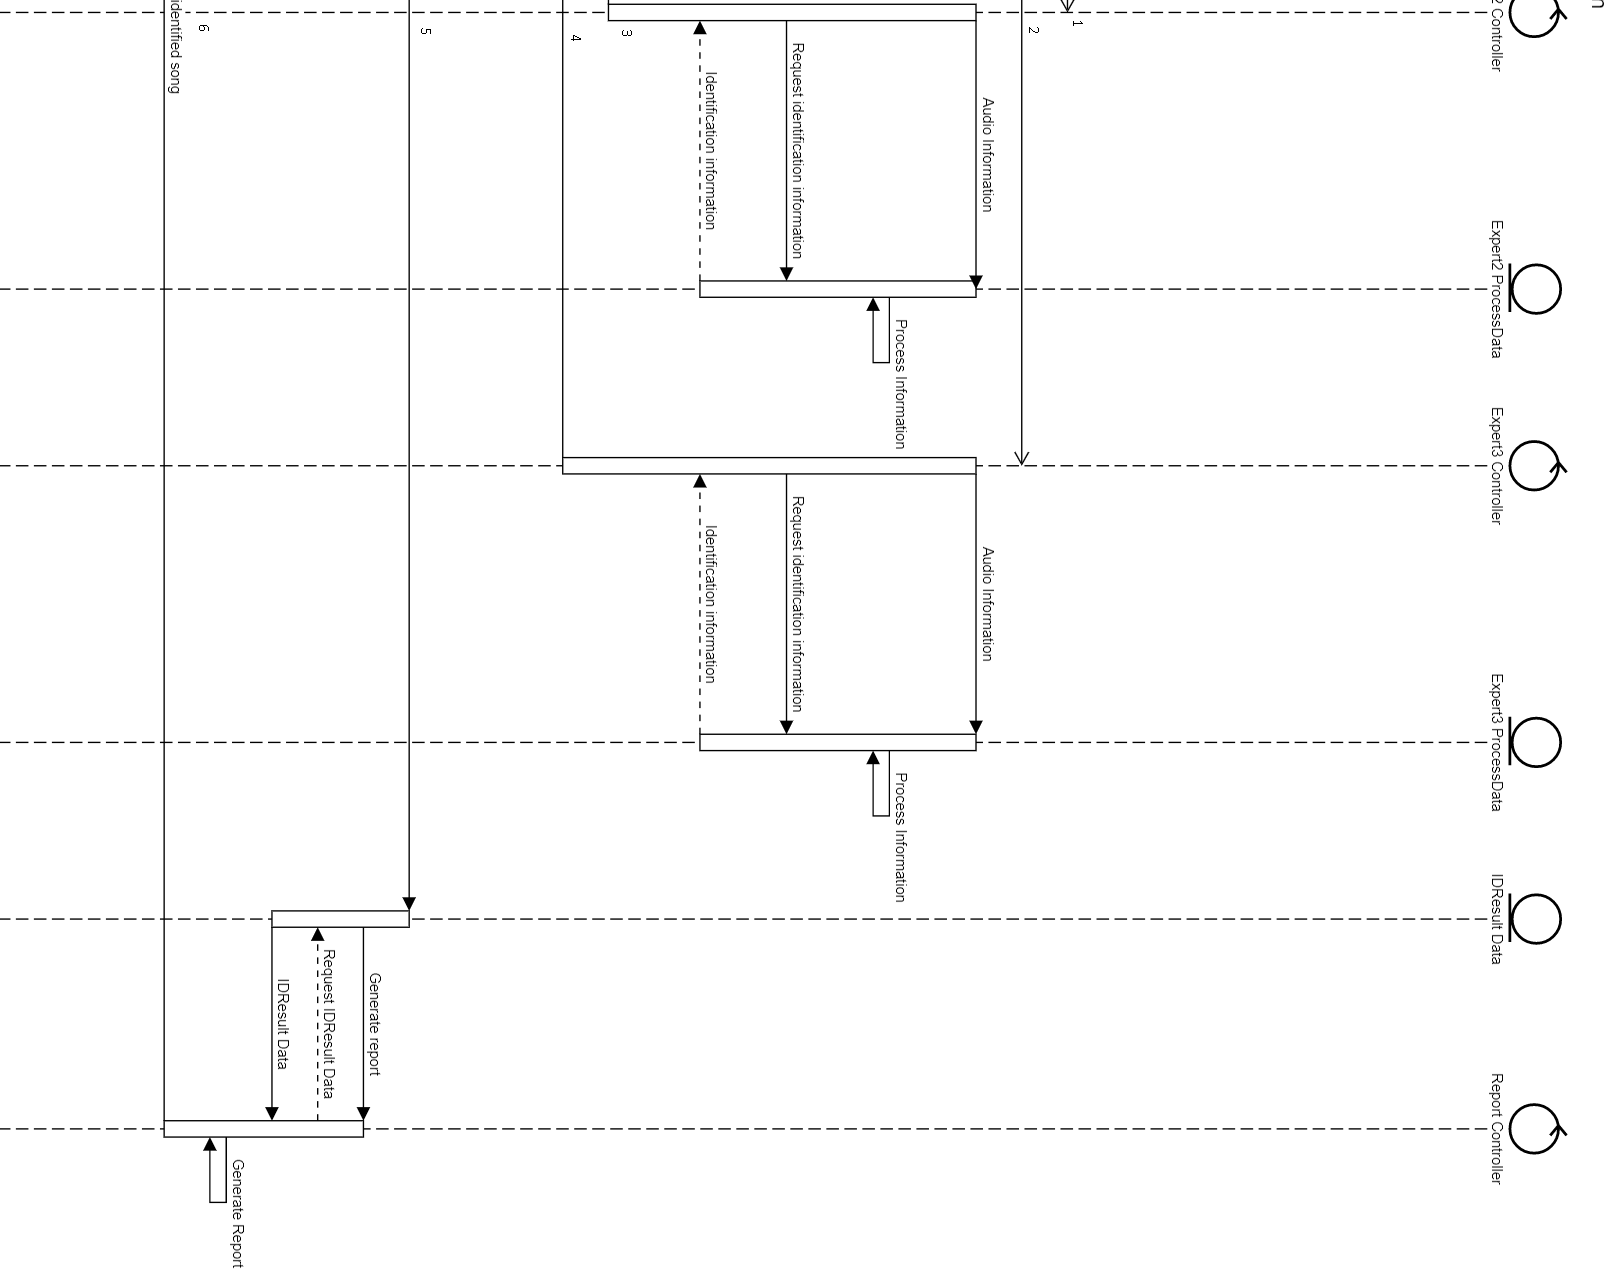 n
2 Controller
Expert2 ProcessData
Expert3 Controller
Expert3 ProcessData
IDResult Data
Report Controller
1
2
Audio Information
Audio Information
Process Information
Process Information
Request identification information
Request identification information
Identification information
Identification information
3
4
5
Generate report
Request IDResult Data
IDResult Data
Generate Report
6
identified song